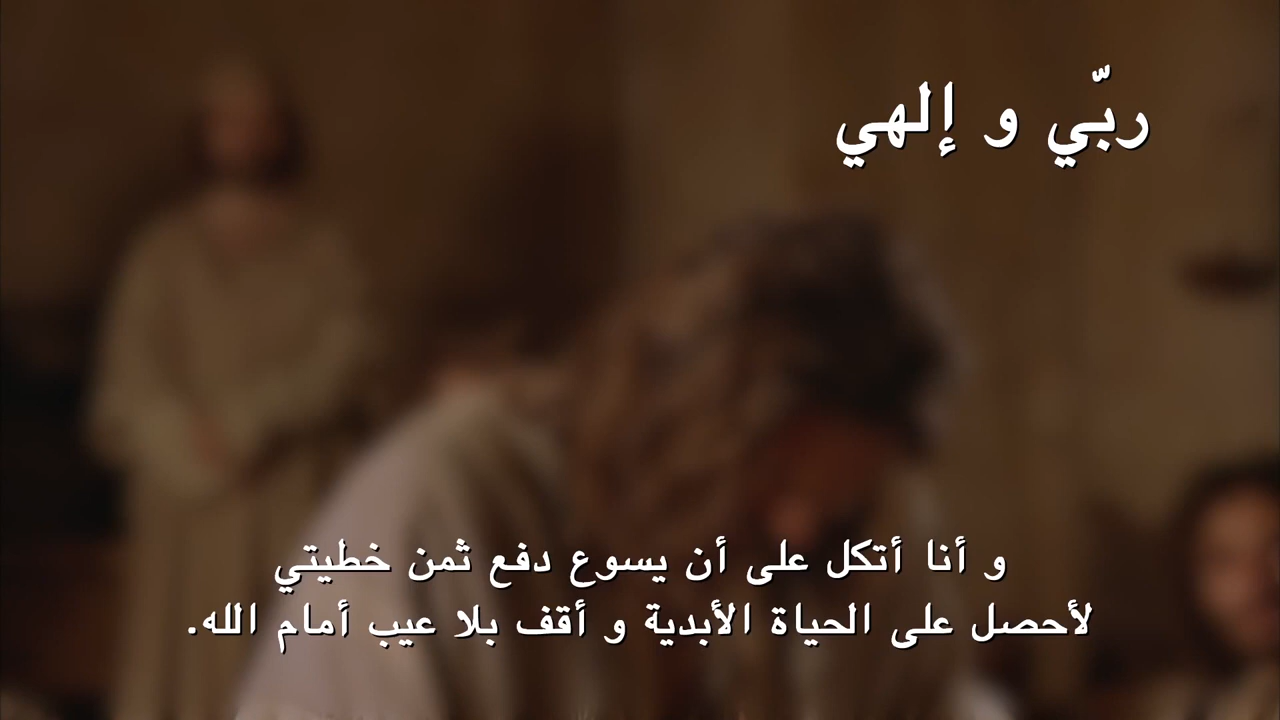 ربّي و إلهي
و أنا أتكل على أن يسوع دفع ثمن خطيتي
لأحصل على الحياة الأبدية و أقف بلا عيب أمام الله.